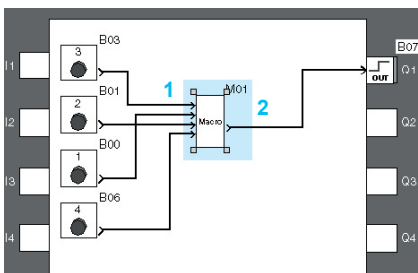 B03
3
I1
1
M01
B07
OUT
Q1
B01
2
I2
Macro
2
Q2
B00
1
I3
Q3
B06
4
I4
Q4